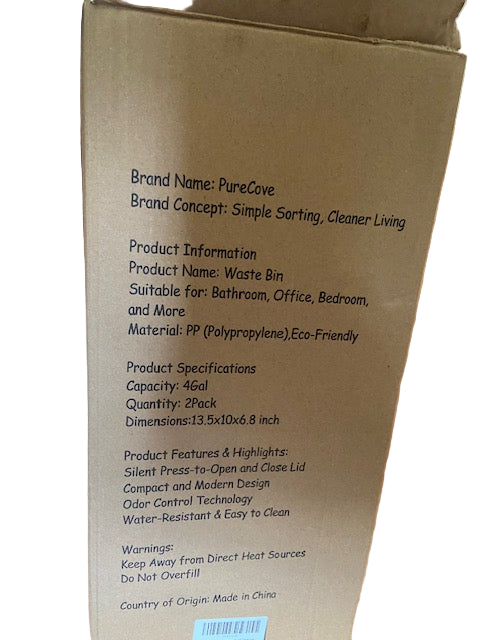 Brand Name: PureCove
Brand Concept: Simple Sorting, Cleaner Living
Product Information
Product Name: Waste Bin
Suitable for: Bathroom, Office, Bedroom,
and More
Material: PP (Polypropylene),Eco-Friendly
Product Specifications
Capacity: 4Gal
Quantity: 2Pack
Dimensions:13.5x10x6.8 inch
Product Features & Highlights:
Silent Press-to-Open and Close Lid
Compact and Modern Design
Odor Control Technology
Water-Resistant & Easy to Clean
Warnings:
Keep Away from Direct Heat Sources
Do Not Overfill
Country of Origin: Made in China